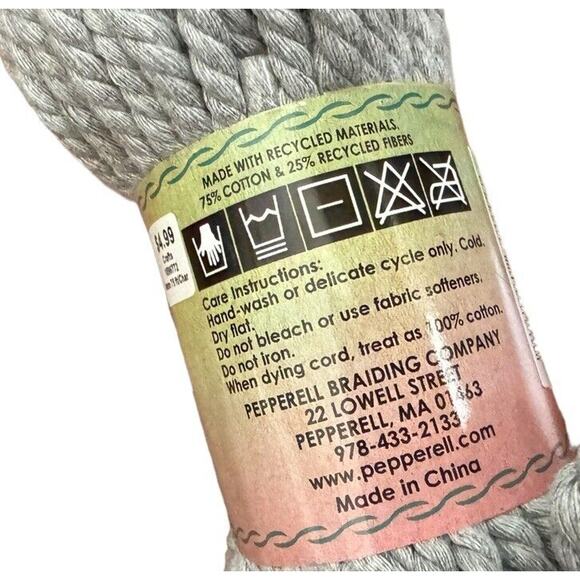 MADE WITH RECYCLED MATERIALS.
75% COTTON & 25% RECYCLED FIBERS
$4.99
Crafts
Care Instructions:
Hand-wash or delicate cycle only. Cold.
Dry flat.
Do not bleach or use fabric softeners.
Do not iron.
When dying cord, treat as 100% cotton.
PEPPERELL BRAIDING COMPANY
22 LOWELL STREET
PEPPERELL, MA 01463
978-433-2133
www.pepperell.com
Made in China